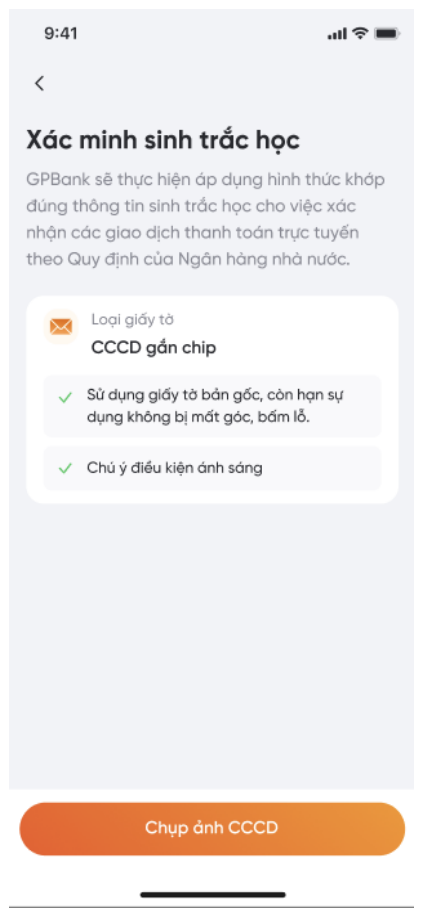 9:41
Xác minh sinh trắc học
GPBank sẽ thực hiện áp dụng hình thức khớp
đúng thông tin sinh trắc học cho việc xác
nhận các giao dịch thanh toán trực tuyến
theo Quy định của Ngân hàng nhà nước.
Loại giấy tờ
CCCD gắn chip
Sử dụng giấy tờ bản gốc, còn hạn sự
dụng không bị mất góc, bấm lỗ.
Chú ý điều kiện ánh sáng
Chụp ảnh CCCD